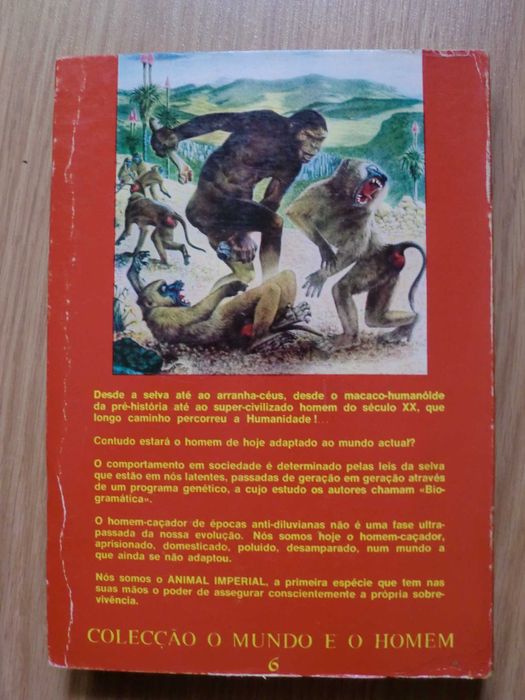 Desde a selva até ao arranha-céus, desde o macaco-humanóide
da pré-história até ao super-civilizado homem do século XX, que
longo caminho percorreu a Humanidade!...
Contudo estará o homem de hoje adaptado ao mundo actual?
O comportamento em sociedade é determinado pelas leis da selva
que estão em nós latentes, passadas de geração em geração através
de um programa genético, a cujo estudo os autores chamam «Bio-
gramática».
O homem-caçador de épocas anti-diluvianas não é uma fase ultra-
passada da nossa evolução. Nós somos hoje o homem-caçador,
aprisionado, domesticado, poluído, desamparado, num mundo a
que ainda se não adaptou.
Nós somos o ANIMAL IMPERIAL, a primeira espécie que tem nas
suas mãos o poder de assegurar conscientemente a própria sobre-
vivência.
COLECÇÃO O MUNDO E O HOMEM
6